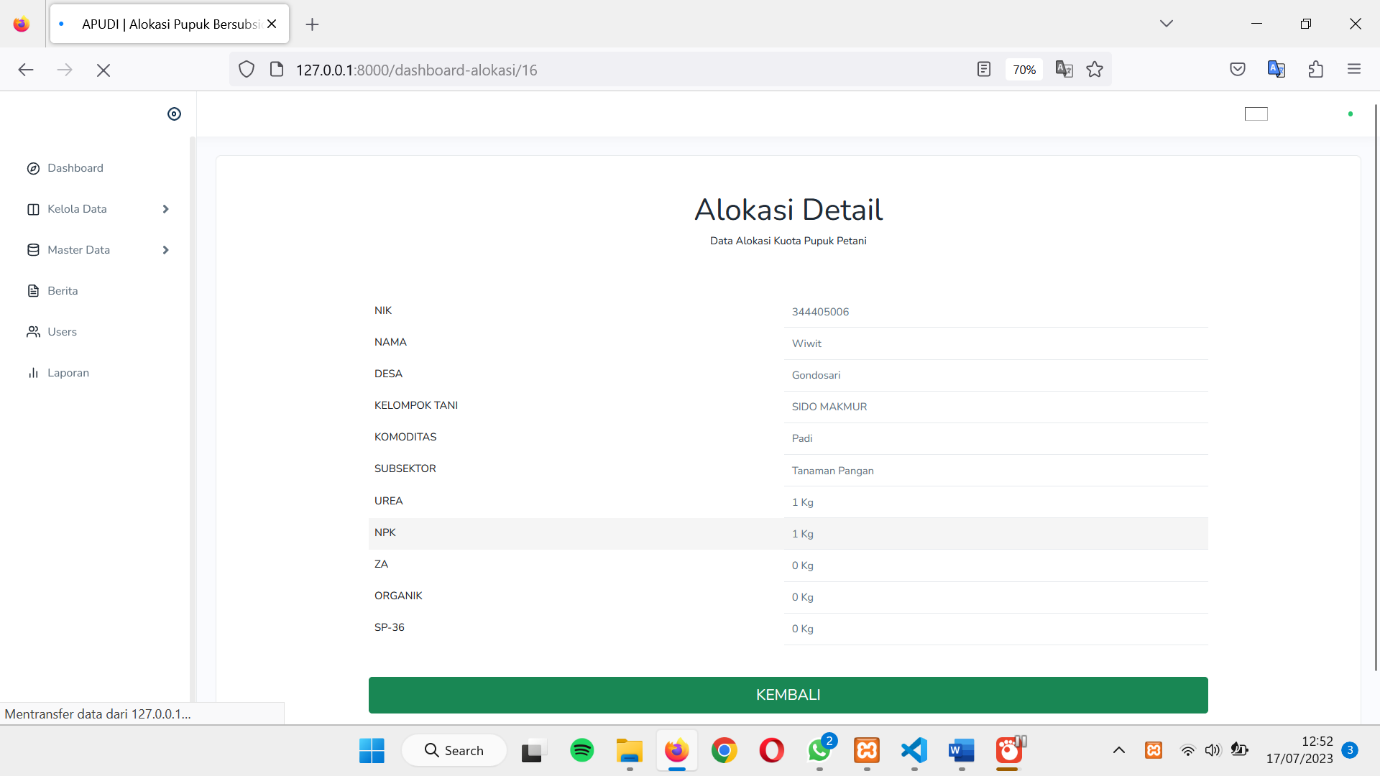 APUDI | Alokasi Pupuk Bersubsi
127.0.0.1:8000/dashboard-alokasi/16
70%
Dashboard
Kelola Data
Master Data
Berita
Users
Laporan
Alokasi Detail
Data Alokasi Kuota Pupuk Petani
NIK 344405006
NAMA Wiwit
DESA Gondosari
KELOMPOK TANI SIDO MAKMUR
KOMODITAS Padi
SUBSEKTOR Tanaman Pangan
UREA 1 Kg
NPK 1 Kg
ZA 0 Kg
ORGANIK 0 Kg
SP-36 0 Kg
KEMBALI
Mentransfer data dari 127.0.0.1...
Search
2
12:52
17/07/2023
3